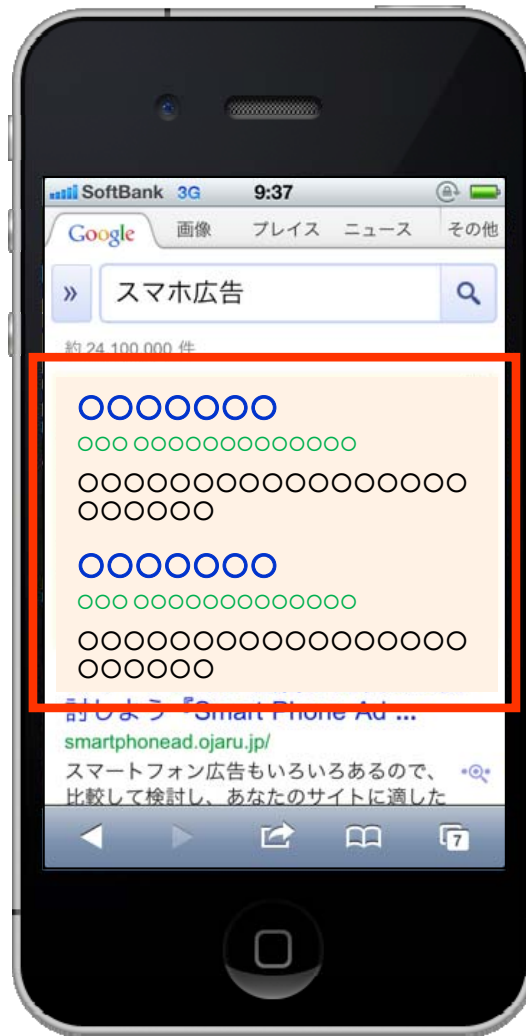 SoftBank 3G 9:37
Google 画像 プレイス ニュース その他
» スマホ広告
約 24,100,000 件
○○○○○○○
○○○ ○○○○○○○○○○○○○
○○○○○○○○○○○○○○○○○
○○○○○○
○○○○○○○
○○○ ○○○○○○○○○○○○○
○○○○○○○○○○○○○○○○○
○○○○○○
討しよう『Smart Phone Ad ...
smartphonead.ojaru.jp/
スマートフォン広告もいろいろあるので、
比較して検討し、あなたのサイトに適した
7